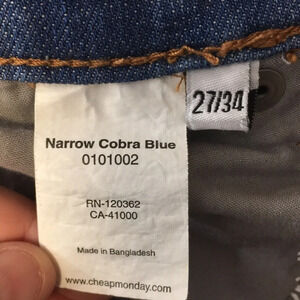 Narrow Cobra Blue
0101002
RN-120362
CA-41000
Made in Bangladesh
www.cheapmonday.com
27/34